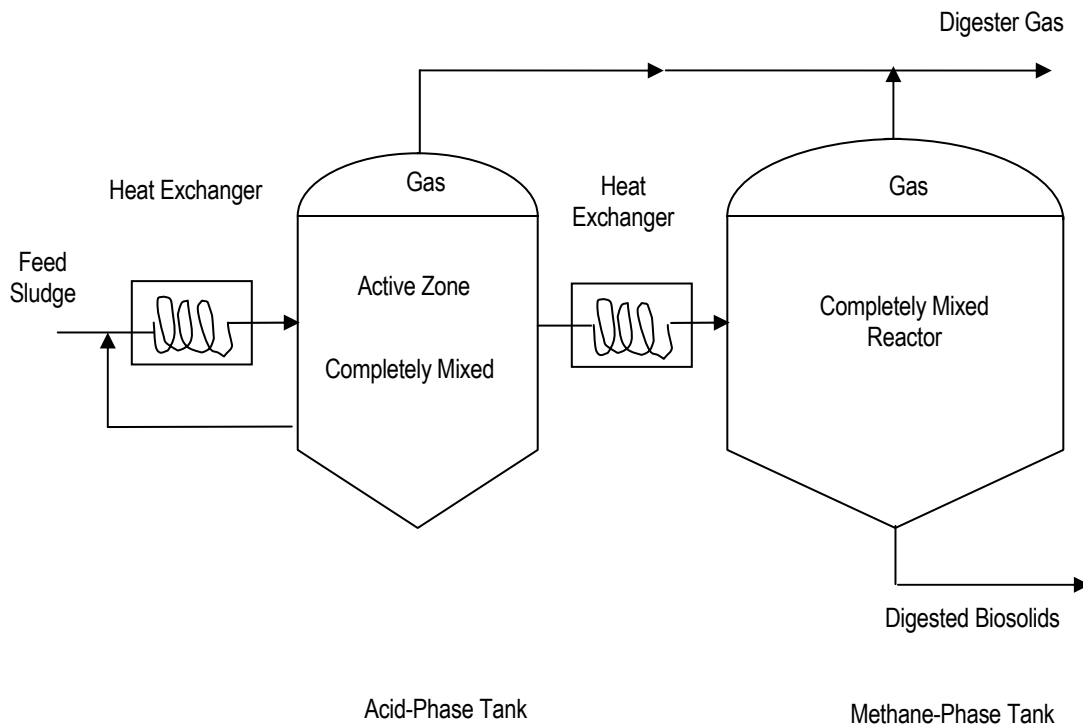 Digester Gas
Heat Exchanger
Gas
Heat
Exchanger
Gas
Feed
Sludge
Active Zone
Completely Mixed
Completely Mixed
Reactor
Digested Biosolids
Acid-Phase Tank
Methane-Phase Tank